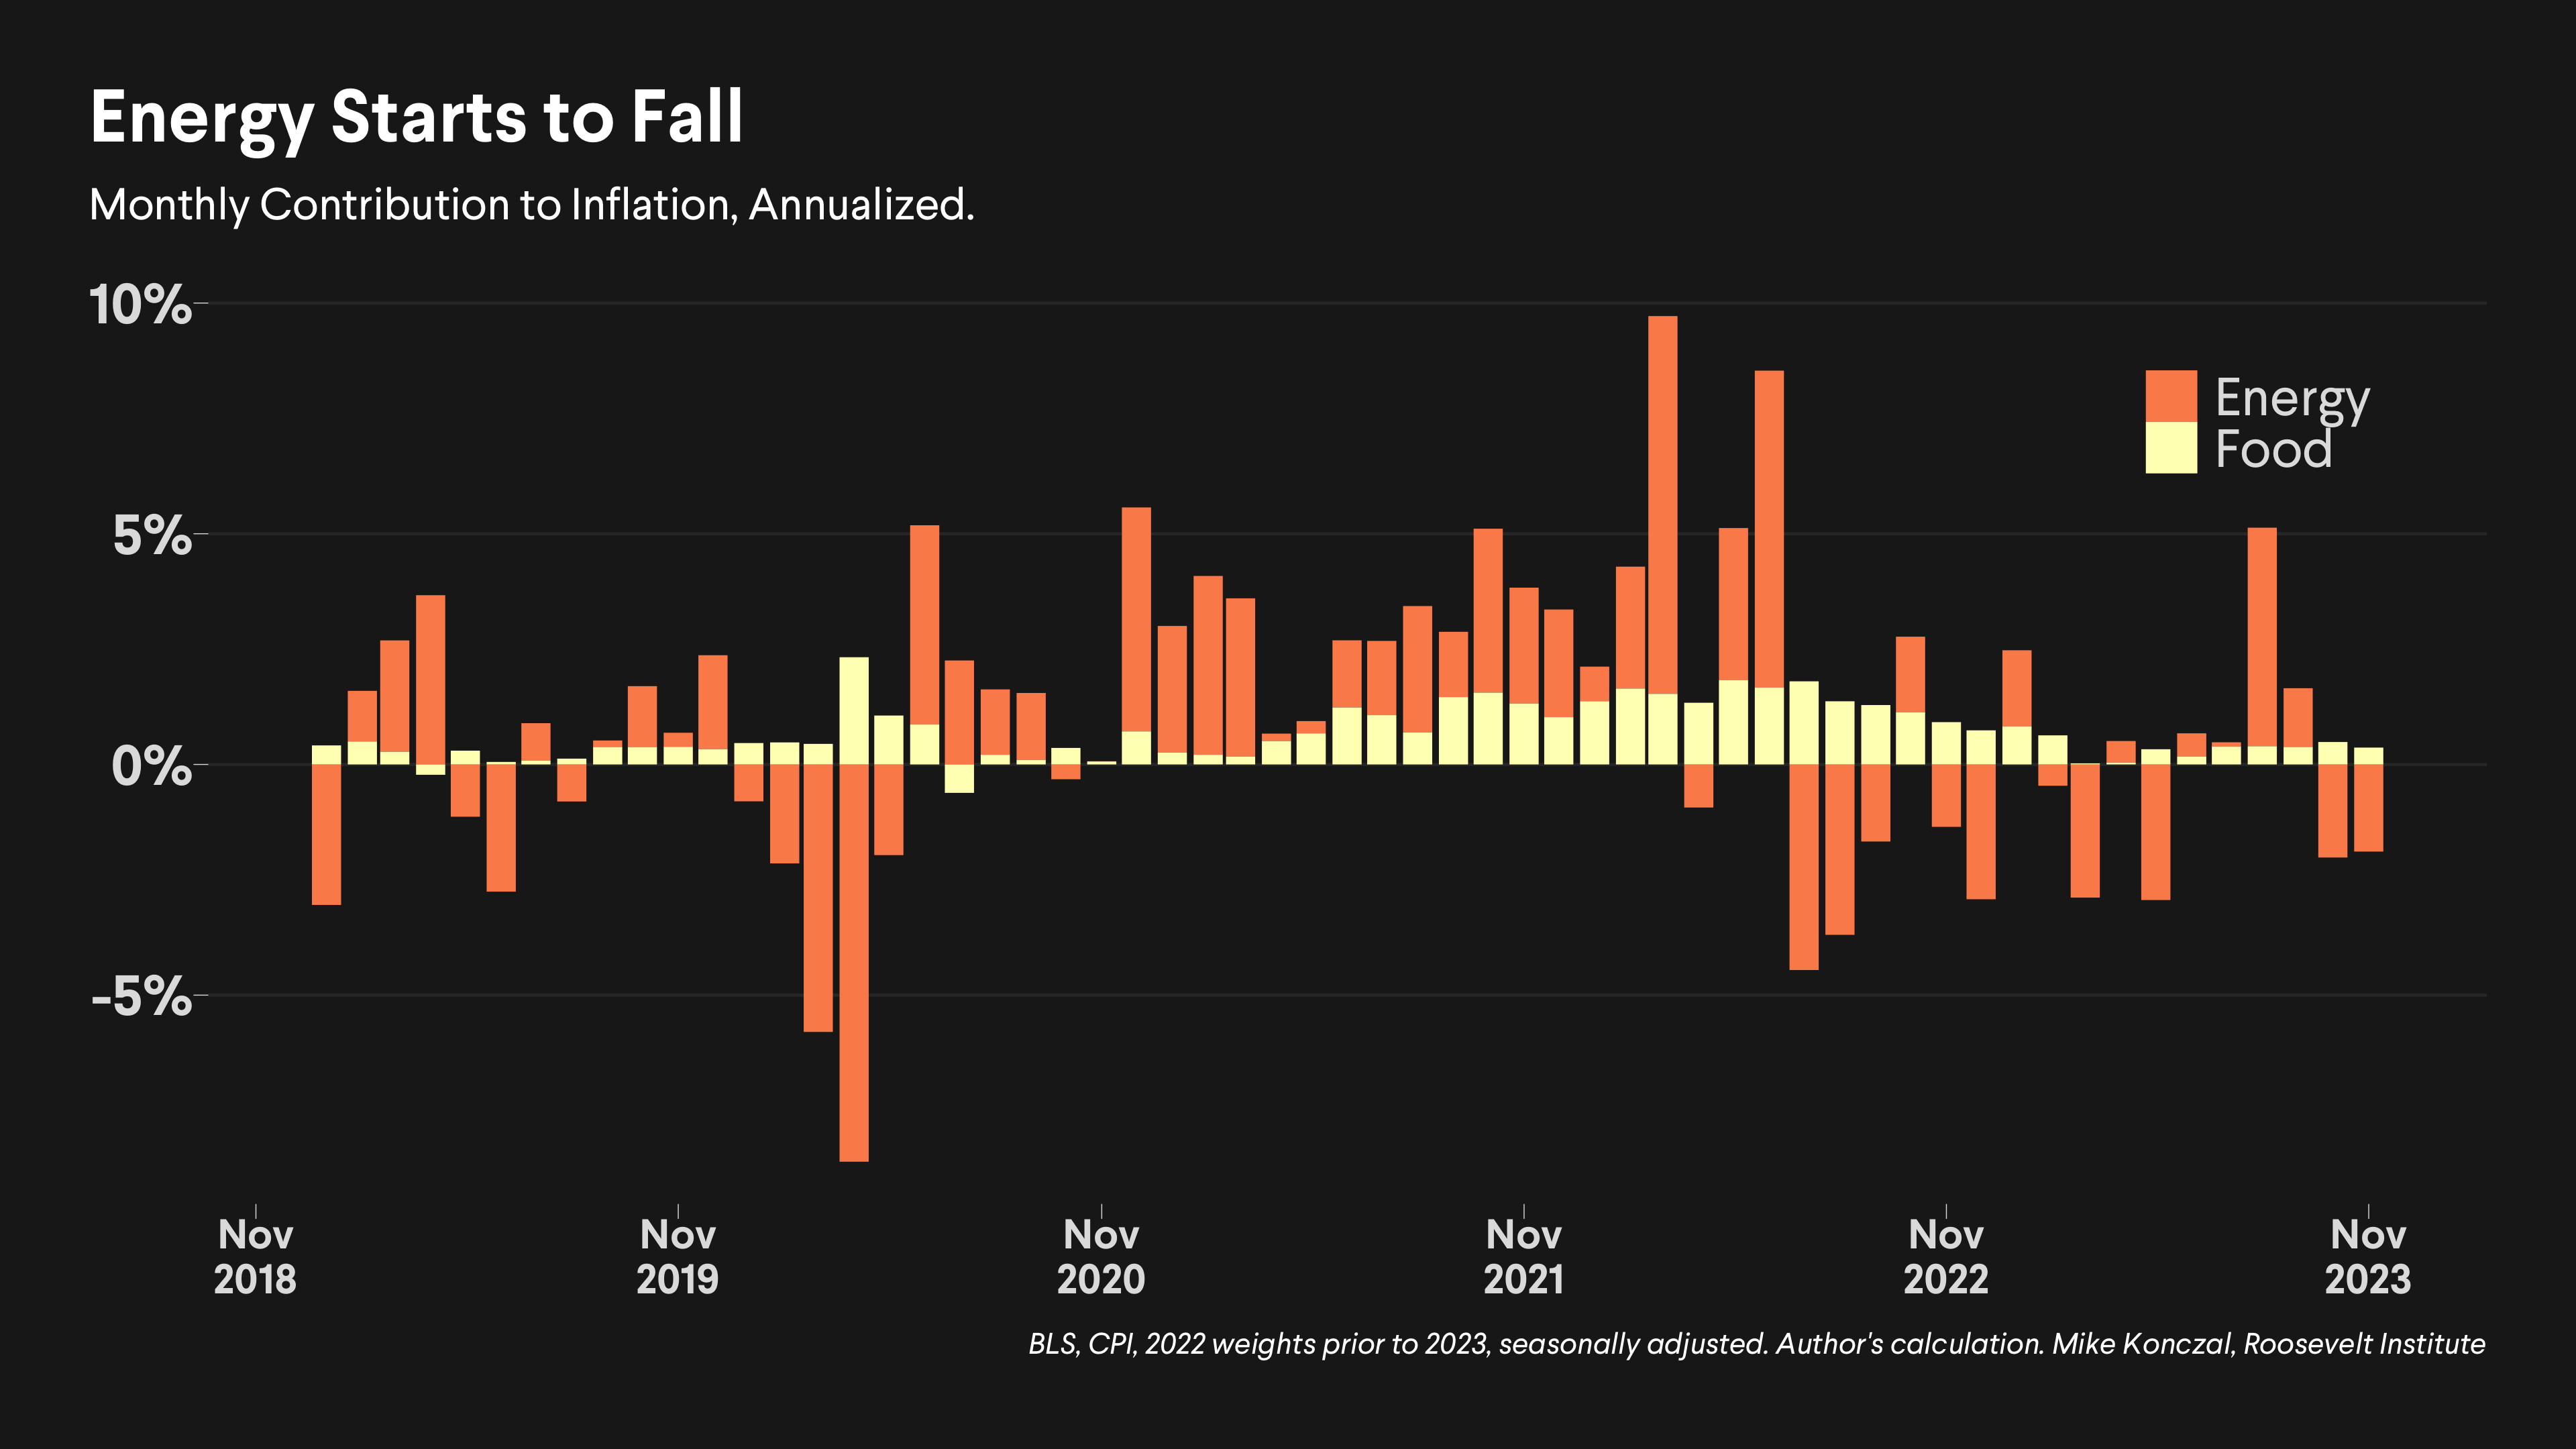 Energy Starts to Fall
Monthly Contribution to Inflation, Annualized.
10%
Energy
Food
5%
0%
-5%
Nov Nov Nov Nov Nov Nov
2018 2019 2020 2021 2022 2023
BLS, CPI, 2022 weights prior to 2023, seasonally adjusted. Author's calculation. Mike Konczal, Roosevelt Institute